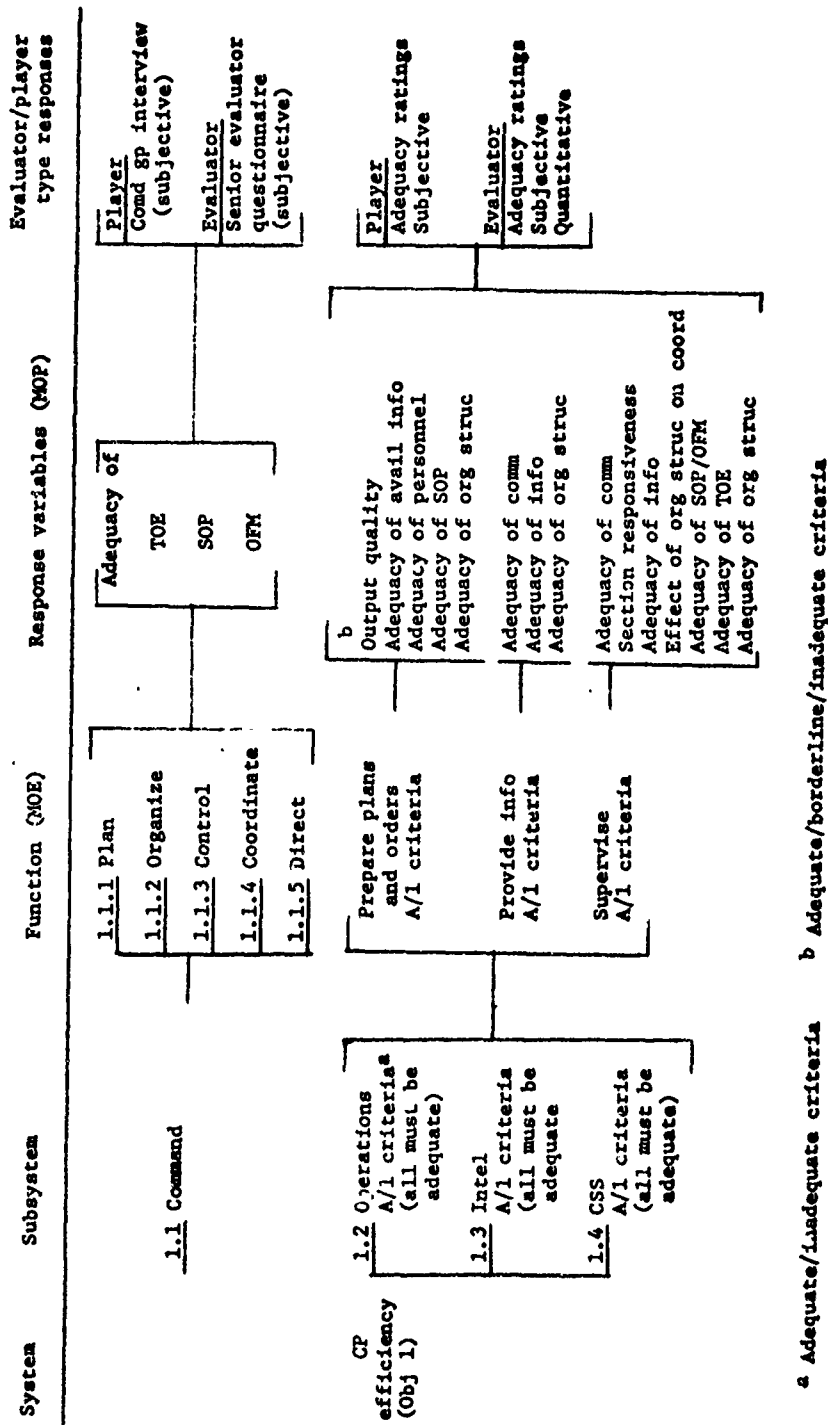 System
Subsystem
Function (MOE)
Response variables (MOP)
Evaluator/player
type responses
1.1 Command
1.1.1 Plan
1.1.2 Organize
1.1.3 Control
1.1.4 Coordinate
1.1.5 Direct
Adequacy of
TOE
SOP
OFM
Player
Comd gp interview
(subjective)
Evaluator
Senior evaluator
questionnaire
(subjective)
CP
efficiency
(Obj 1)
1.2 Operations
A/1 criteria a
(all must be
adequate)
1.3 Intel
A/1 criteria
(all must be
adequate
1.4 CSS
A/1 criteria
(all must be
adequate)
Prepare plans
and orders
A/1 criteria
Provide info
A/1 criteria
Supervise
A/1 criteria
b
Output quality
Adequacy of avail info
Adequacy of personnel
Adequacy of SOP
Adequacy of org struc
Adequacy of comm
Adequacy of info
Adequacy of org struc
Adequacy of comm
Section responsiveness
Adequacy of info
Effect of org struc on coord
Adequacy of SOP/OFM
Adequacy of TOE
Adequacy of org struc
Player
Adequacy ratings
Subjective
Evaluator
Adequacy ratings
Subjective
Quantitative
a Adequate/inadequate criteria
b Adequate/borderline/inadequate criteria